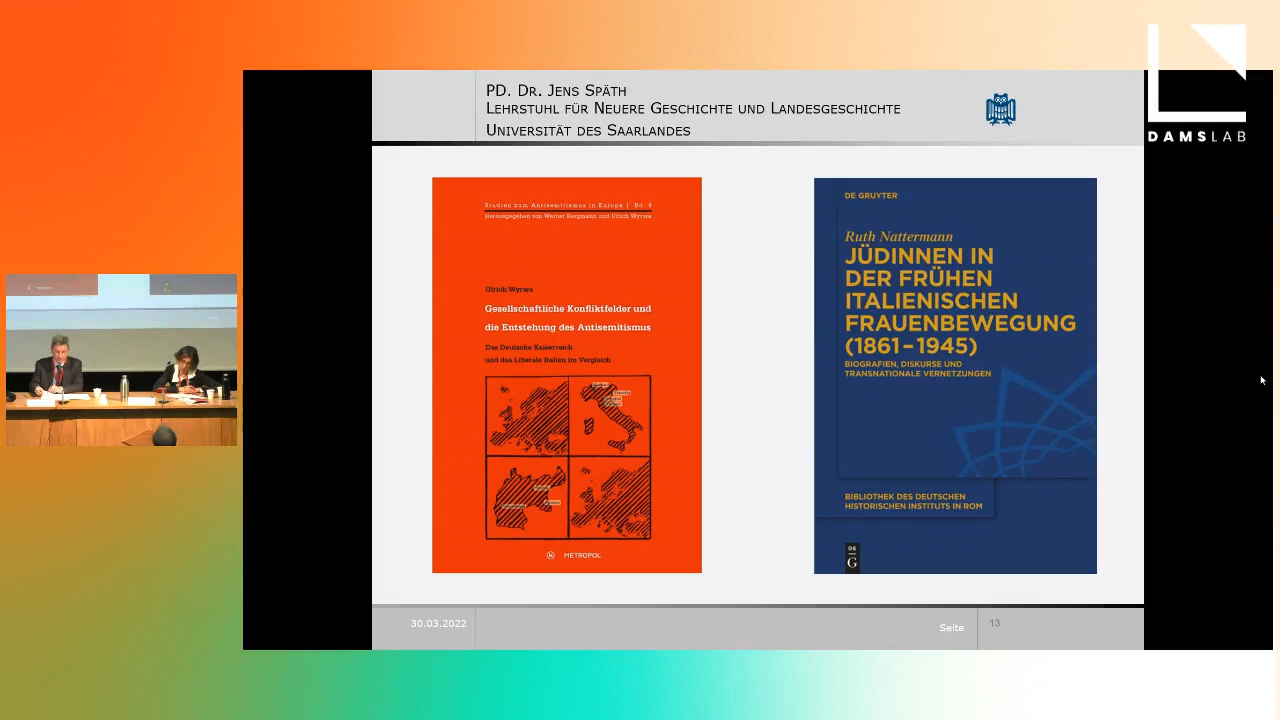 PD. Dr. Jens Späth
Lehrstuhl für Neuere Geschichte und Landesgeschichte
Universität des Saarlandes
DAMSLAB
Studien zum Antisemitismus in Europa | Bd. 9
Herausgegeben von Werner Bergmann und Ulrich Wyrwa
Ulrich Wyrwa
Gesellschaftliche Konfliktfelder und
die Entstehung des Antisemitismus
Das Deutsche Kaiserreich
und das Liberale Italien im Vergleich
METROPOL
DE GRUYTER
Ruth Nattermann
JÜDINNEN IN
DER FRÜHEN
ITALIENISCHEN
FRAUENBEWEGUNG
(1861–1945)
BIOGRAFIEN, DISKURSE UND
TRANSNATIONALE VERNETZUNGEN
BIBLIOTHEK DES DEUTSCHEN
HISTORISCHEN INSTITUTS IN ROM
DE
G
30.03.2022
Seite
13